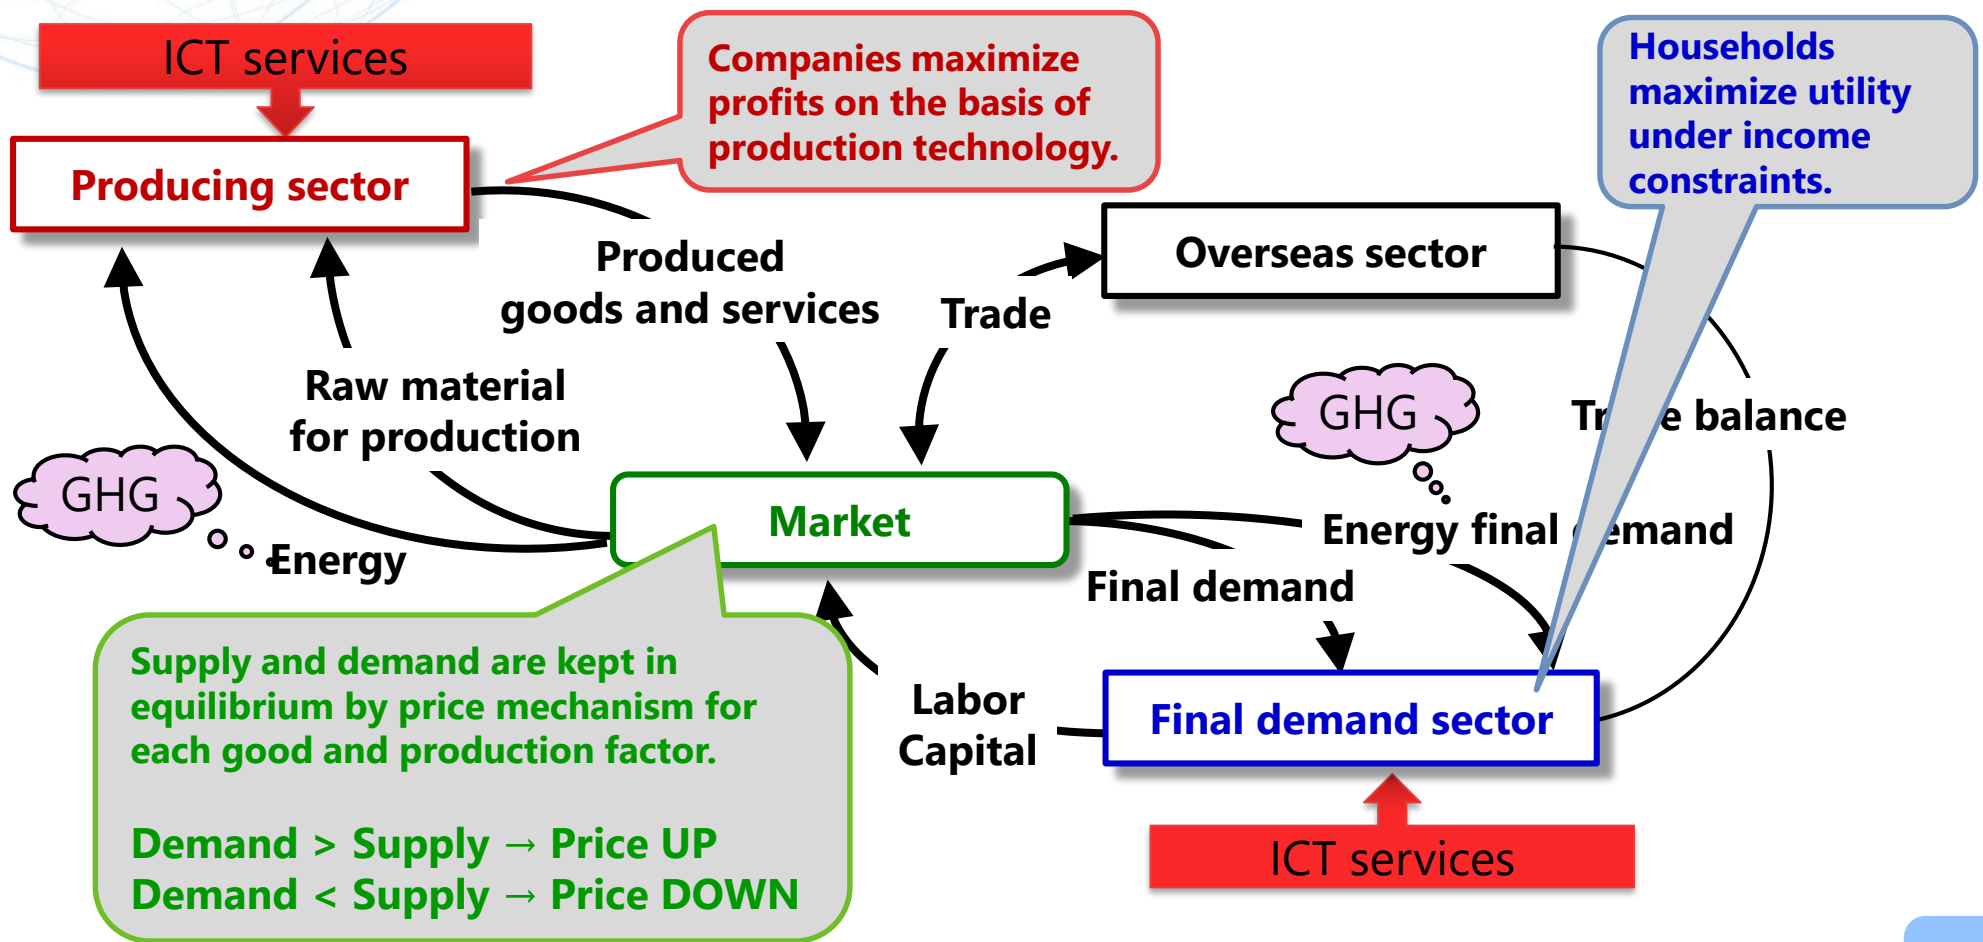 ICT services
Companies maximize
profits on the basis of
production technology.
Households
maximize utility
under income
constraints.
Producing sector
Overseas sector
Produced
goods and services
Trade
Raw material
for production
GHG
Energy
GHG
balance
Market
Energy final
Final demand
Supply and demand are kept in
equilibrium by price mechanism for
each good and production factor.
Demand > Supply → Price UP
Demand < Supply → Price DOWN
Labor
Capital
Final demand sector
ICT services